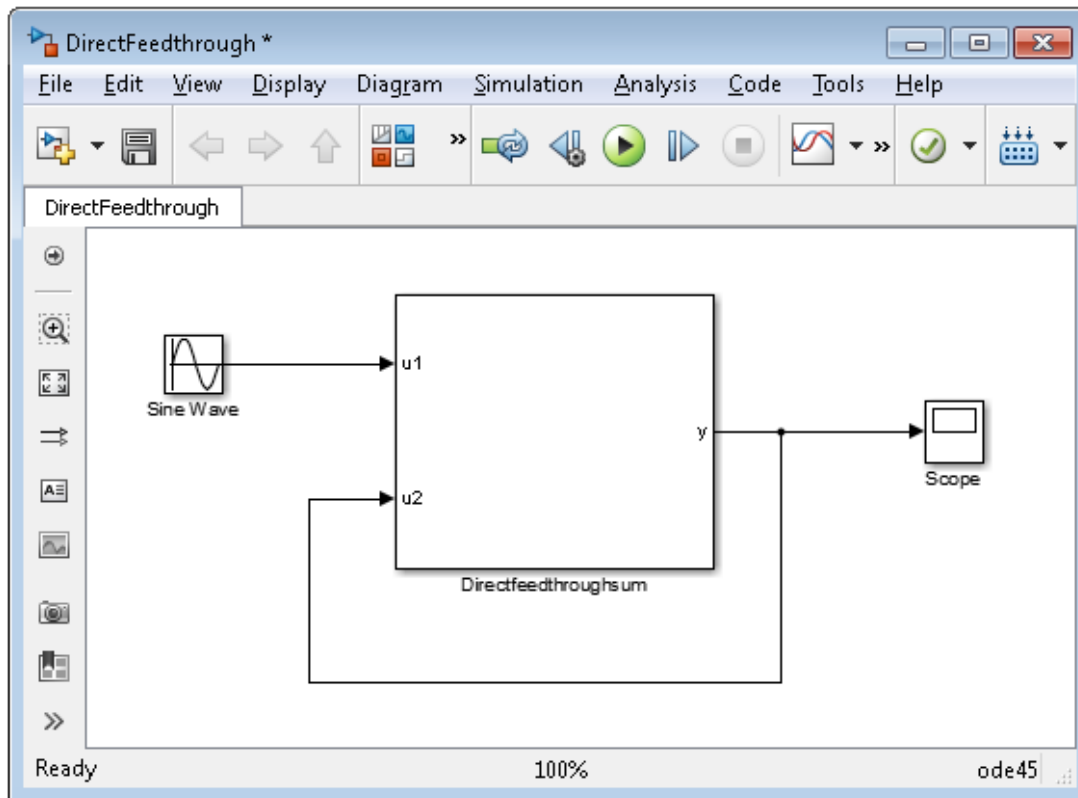 DirectFeedthrough *
File Edit View Display Diagram Simulation Analysis Code Tools Help
DirectFeedthrough
u1
Sine Wave
y
u2
Scope
Directfeedthroughsum
Ready 100% ode45